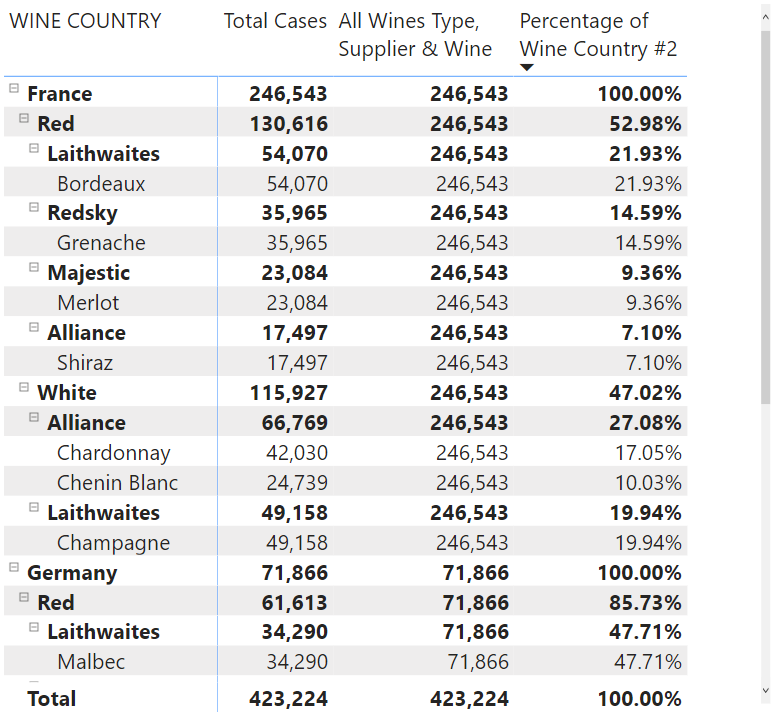 WINE COUNTRY Total Cases All Wines Type, Supplier & Wine Percentage of Wine Country #2
France 246,543 246,543 100.00%
Red 130,616 246,543 52.98%
Laithwaites 54,070 246,543 21.93%
Bordeaux 54,070 246,543 21.93%
Redsky 35,965 246,543 14.59%
Grenache 35,965 246,543 14.59%
Majestic 23,084 246,543 9.36%
Merlot 23,084 246,543 9.36%
Alliance 17,497 246,543 7.10%
Shiraz 17,497 246,543 7.10%
White 115,927 246,543 47.02%
Alliance 66,769 246,543 27.08%
Chardonnay 42,030 246,543 17.05%
Chenin Blanc 24,739 246,543 10.03%
Laithwaites 49,158 246,543 19.94%
Champagne 49,158 246,543 19.94%
Germany 71,866 71,866 100.00%
Red 61,613 71,866 85.73%
Laithwaites 34,290 71,866 47.71%
Malbec 34,290 71,866 47.71%
Total 423,224 423,224 100.00%